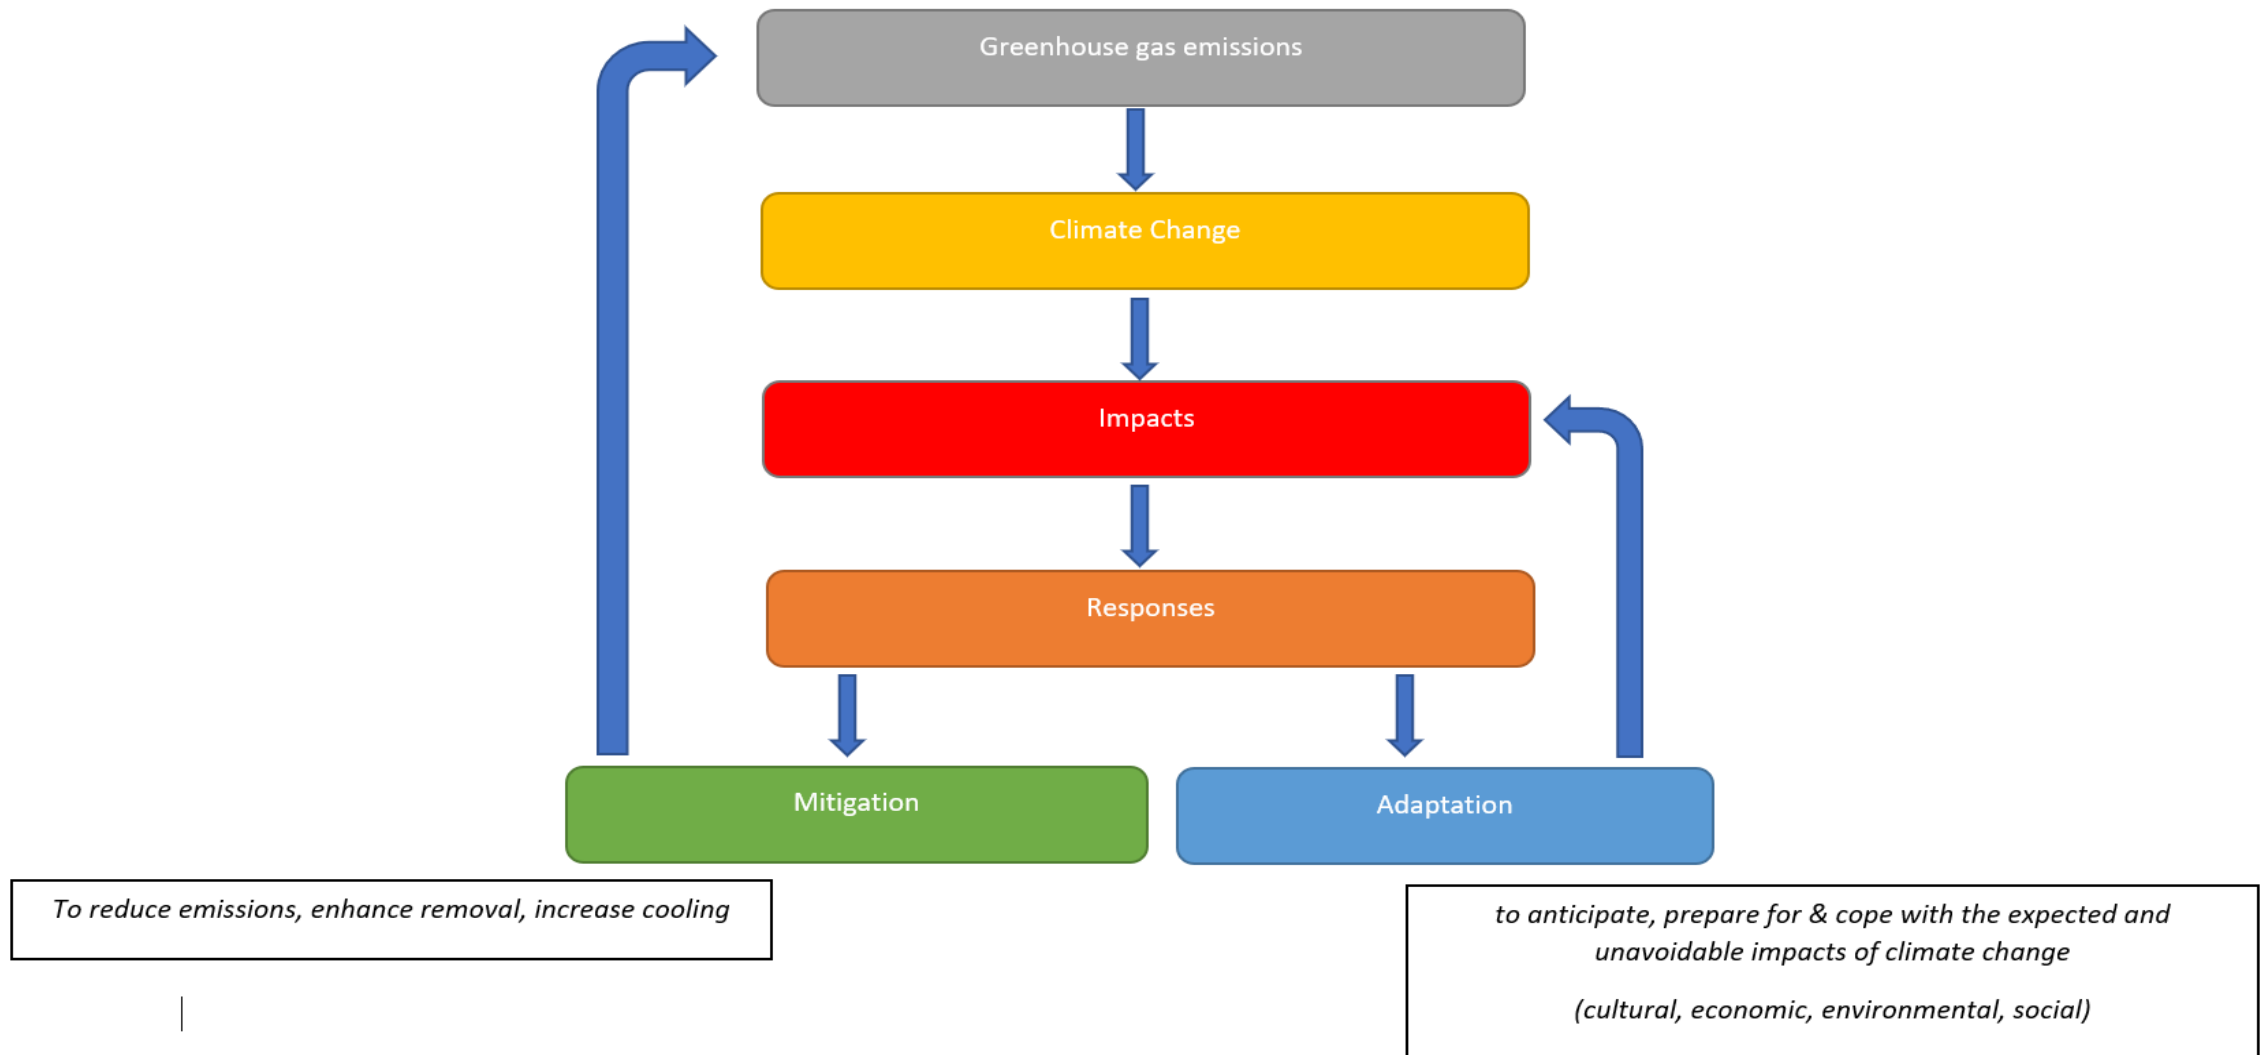 Greenhouse gas emissions
Climate Change
Impacts
Responses
Mitigation
Adaptation
To reduce emissions, enhance removal, increase cooling
to anticipate, prepare for & cope with the expected and
unavoidable impacts of climate change
(cultural, economic, environmental, social)